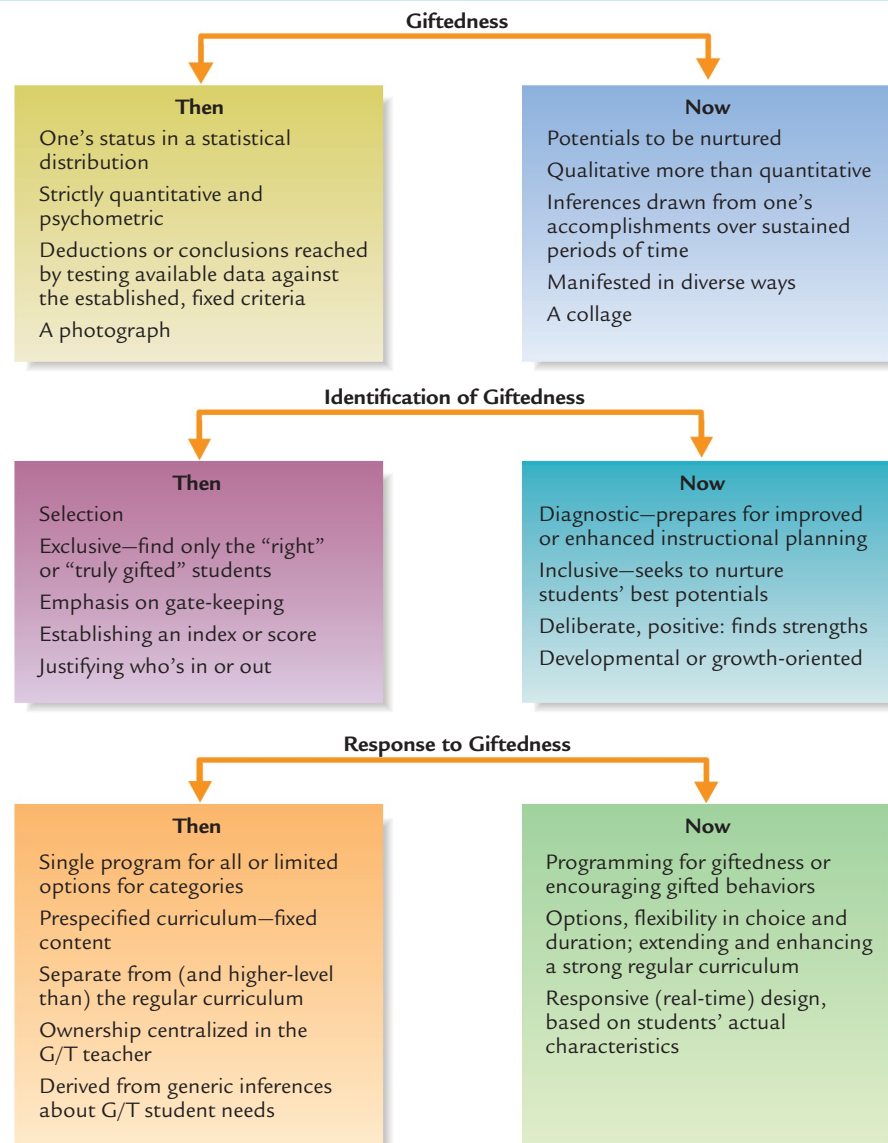 Giftedness
Then
One’s status in a statistical
distribution
Strictly quantitative and
psychometric
Deductions or conclusions reached
by testing available data against
the established, fixed criteria
A photograph
Now
Potentials to be nurtured
Qualitative more than quantitative
Inferences drawn from one’s
accomplishments over sustained
periods of time
Manifested in diverse ways
A collage
Identification of Giftedness
Then
Selection
Exclusive—find only the “right”
or “truly gifted” students
Emphasis on gate-keeping
Establishing an index or score
Justifying who’s in or out
Now
Diagnostic—prepares for improved
or enhanced instructional planning
Inclusive—seeks to nurture
students’ best potentials
Deliberate, positive: finds strengths
Developmental or growth-oriented
Response to Giftedness
Then
Single program for all or limited
options for categories
Prespecified curriculum—fixed
content
Separate from (and higher-level
than) the regular curriculum
Ownership centralized in the
G/T teacher
Derived from generic inferences
about G/T student needs
Now
Programming for giftedness or
encouraging gifted behaviors
Options, flexibility in choice and
duration; extending and enhancing
a strong regular curriculum
Responsive (real-time) design,
based on students’ actual
characteristics